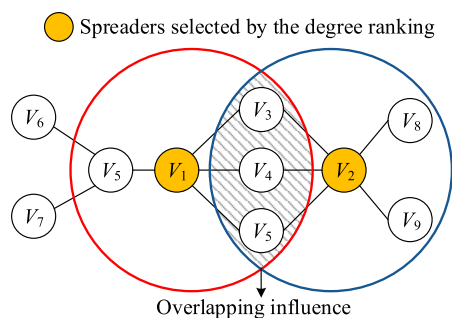 Spreaders selected by the degree ranking
V3
V6
V8
V5
V1
V4
V2
V7
V5
V9
Overlapping influence